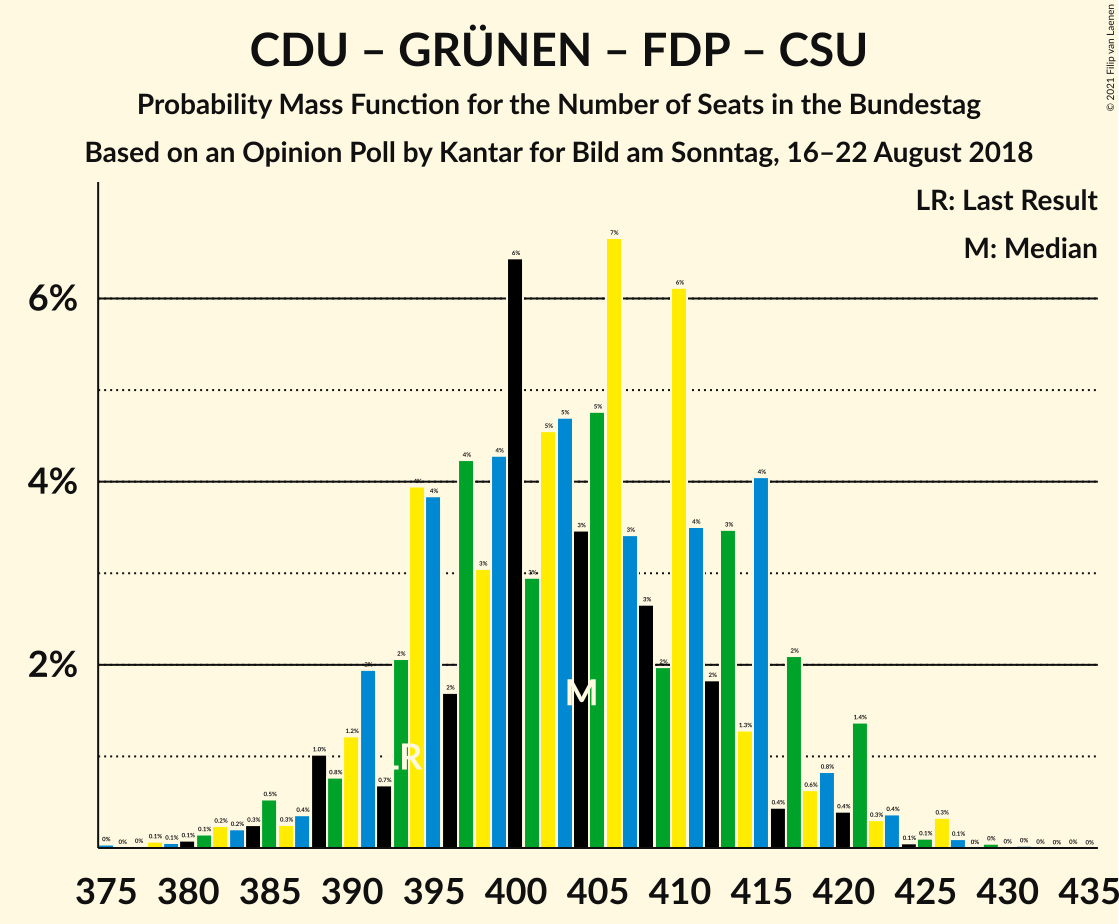 CDU – GRÜNEN – FDP – CSU
Probability Mass Function for the Number of Seats in the Bundestag
Based on an Opinion Poll by Kantar for Bild am Sonntag, 16–22 August 2018
© 2021 Filip van Laenen
LR: Last Result
M: Median
6%
4%
2%
0% 0% 0% 0.1% 0.1% 0.1% 0.1% 0.2% 0.2% 0.3% 0.5% 0.3% 0.4% 1.0% 0.8% 1.2% 2% 0.7% 2% 4% 4% 2% 4% 3% 4% 6% 3% 5% 5% 3% 5% 7% 3% 3% 2% 6% 4% 2% 3% 1.3% 4% 0.4% 2% 0.6% 0.8% 0.4% 1.4% 0.3% 0.4% 0.1% 0.1% 0.3% 0.1% 0% 0% 0% 0% 0% 0% 0% 0%
LR
M
375 380 385 390 395 400 405 410 415 420 425 430 435